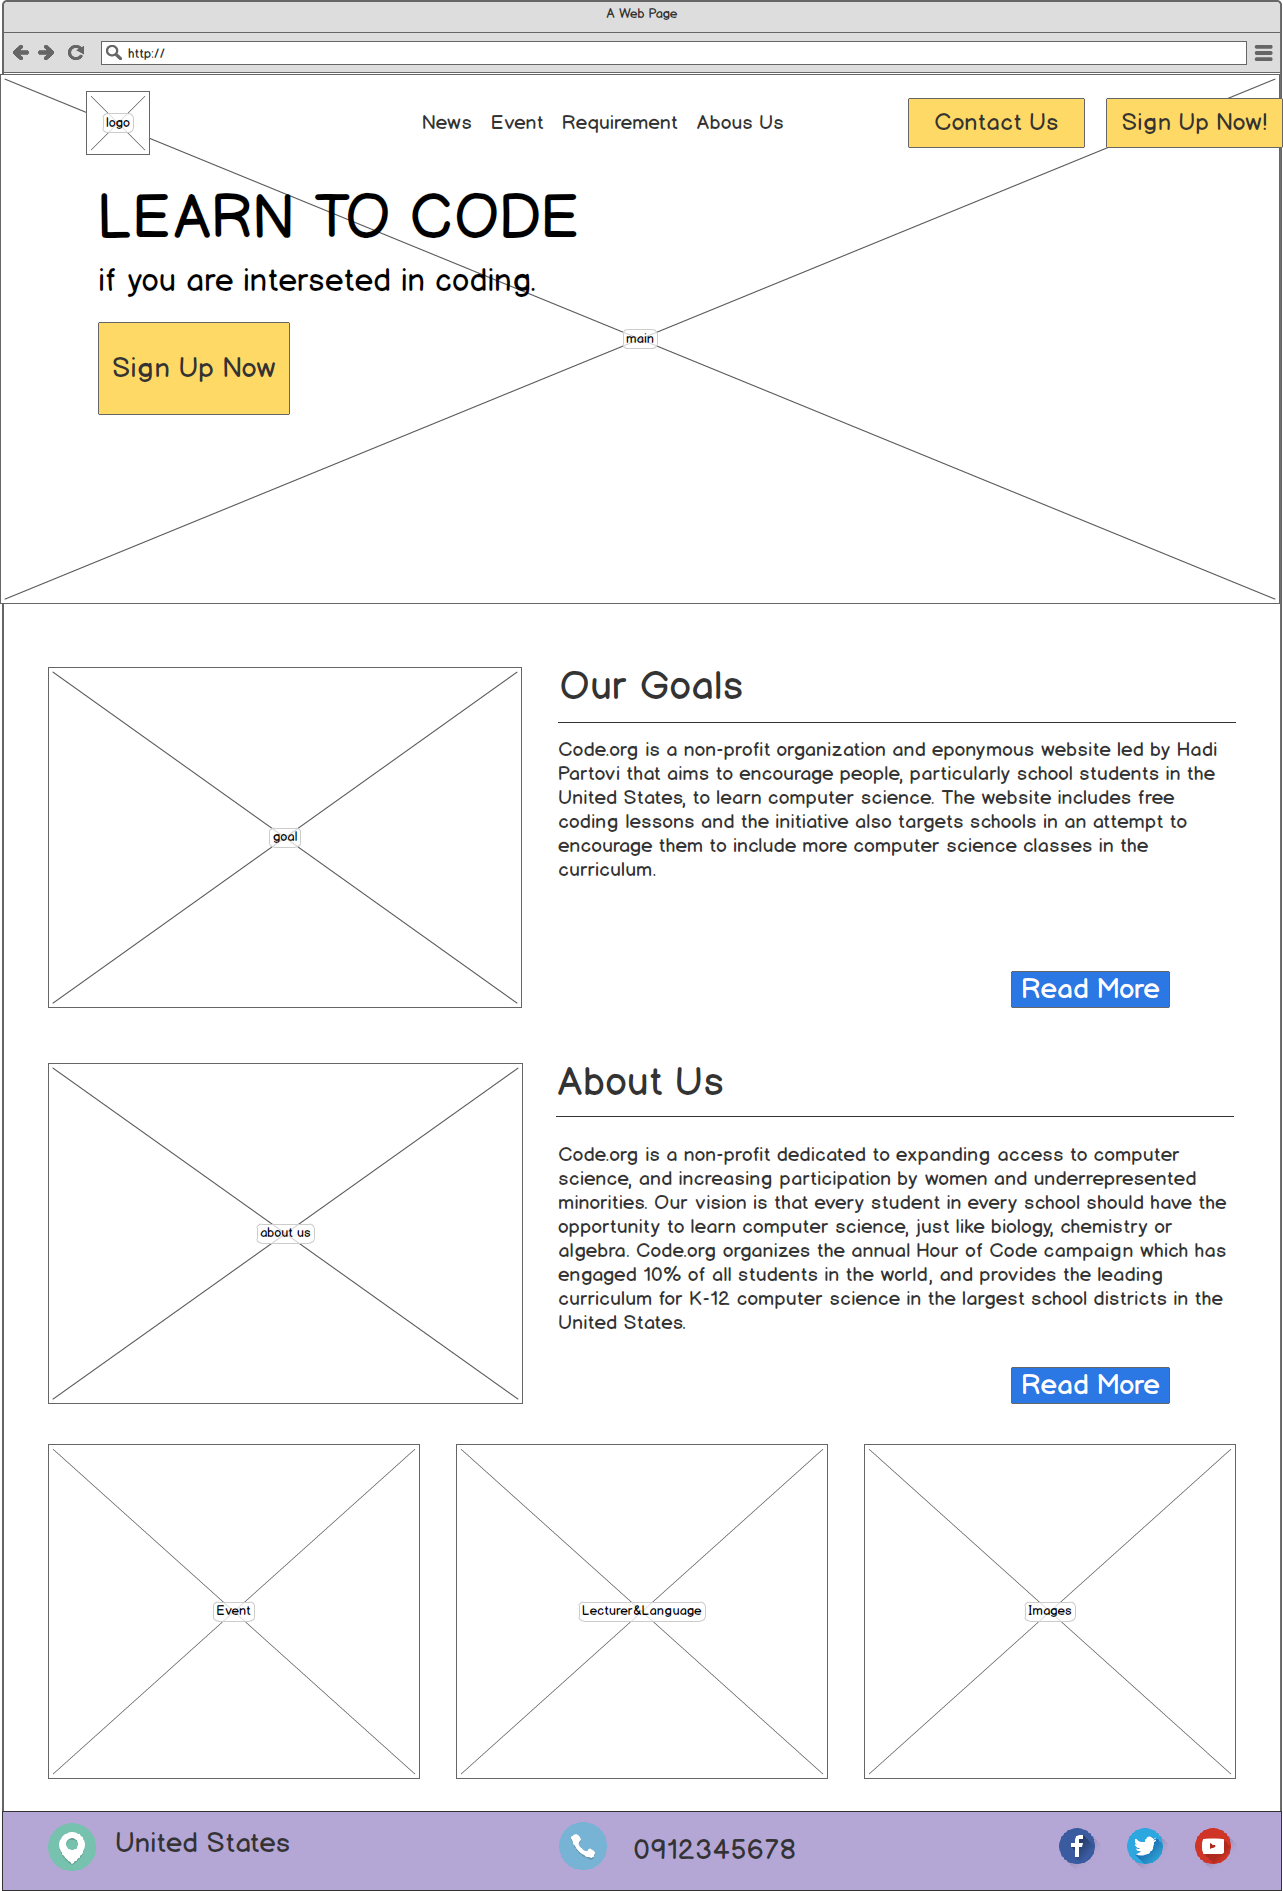 A Web Page
http://
logo
News Event Requirement Abous Us
Contact Us
Sign Up Now!
LEARN TO CODE
if you are interseted in coding.
main
Sign Up Now
Our Goals
Code.org is a non-profit organization and eponymous website led by Hadi
Partovi that aims to encourage people, particularly school students in the
United States, to learn computer science. The website includes free
coding lessons and the initiative also targets schools in an attempt to
encourage them to include more computer science classes in the
curriculum.
goal
Read More
About Us
Code.org is a non-profit dedicated to expanding access to computer
science, and increasing participation by women and underrepresented
minorities. Our vision is that every student in every school should have the
opportunity to learn computer science, just like biology, chemistry or
algebra. Code.org organizes the annual Hour of Code campaign which has
engaged 10% of all students in the world, and provides the leading
curriculum for K-12 computer science in the largest school districts in the
United States.
about us
Read More
Event
Lecturer&Language
Images
United States
0912345678